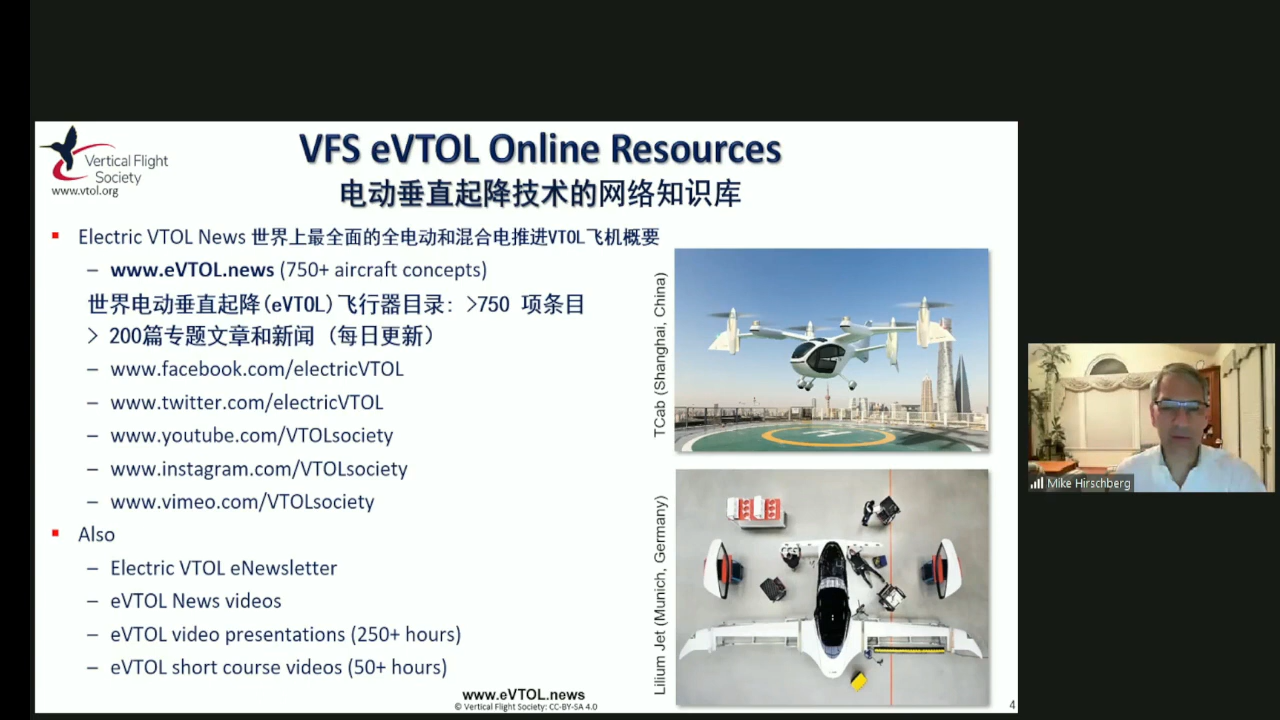 Vertical Flight
Society
www.vtol.org
VFS eVTOL Online Resources
电动垂直起降技术的网络知识库
▪ Electric VTOL News 世界上最全面的全电动和混合电推进VTOL飞机概要
– www.eVTOL.news (750+ aircraft concepts)
世界电动垂直起降(eVTOL)飞行器目录: >750 项条目
> 200篇专题文章和新闻 (每日更新)
– www.facebook.com/electricVTOL
– www.twitter.com/electricVTOL
– www.youtube.com/VTOLsociety
– www.instagram.com/VTOLsociety
– www.vimeo.com/VTOLsociety
▪ Also
– Electric VTOL eNewsletter
– eVTOL News videos
– eVTOL video presentations (250+ hours)
– eVTOL short course videos (50+ hours)
TCab (Shanghai, China)
H
Lilium Jet (Munich, Germany)
www.eVTOL.news
© Vertical Flight Society: CC-BY-SA 4.0
4
Mike Hirschberg